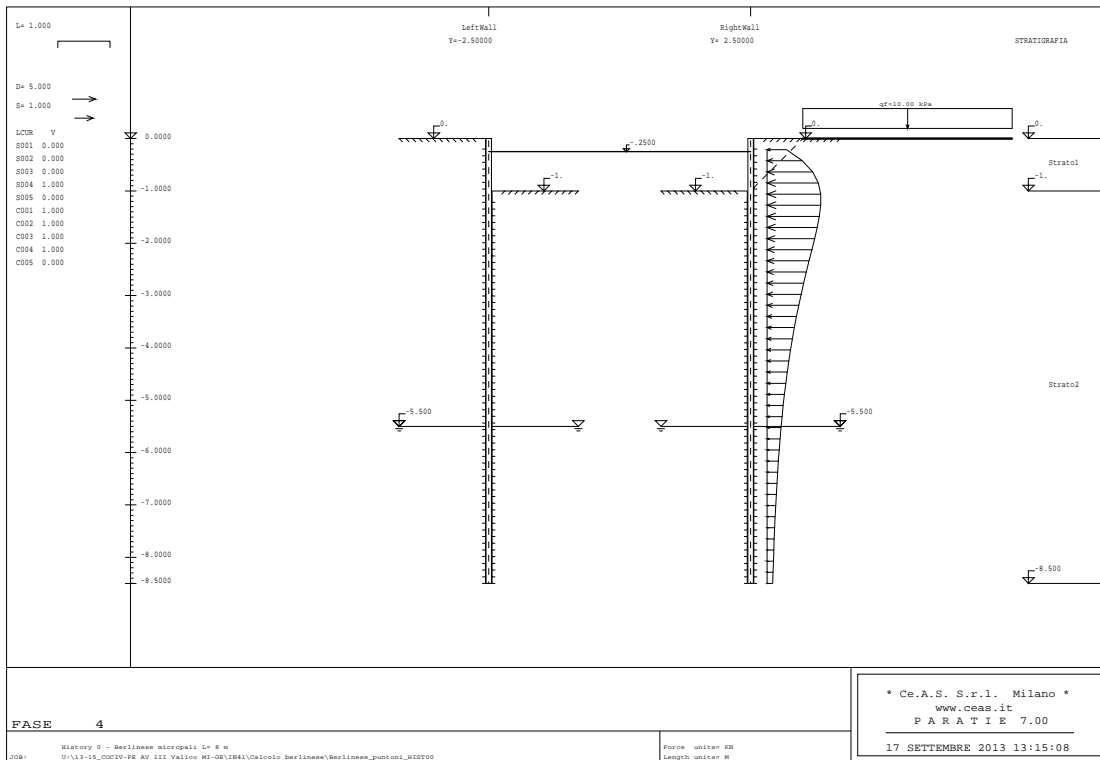 L= 1.000
D= 5.000
S= 1.000
LCUR V
S001 0.000
S002 0.000
S003 0.000
S004 1.000
S005 0.000
C001 1.000
C002 1.000
C003 1.000
C004 1.000
C005 0.000
0.0000
-1.0000
-2.0000
-3.0000
-4.0000
-5.0000
-6.0000
-7.0000
-8.0000
-8.5000
LeftWall
Y=-2.50000
RightWall
Y= 2.50000
STRATIGRAFIA
qf=10.00 kPa
0.
0.
0.
-.2500
Strato1
-1.
-1.
-1.
Strato2
-5.500
-5.500
-8.500
FASE 4
History 0 - Berlinese micropali L= 8 m
JOB: U:\13-15_COCIV-PE AV III Valico MI-GE\IN41\Calcolo berlinese\Berlinese_puntoni_HIST00
Force units= KN
Length units= M
* Ce.A.S. S.r.l. Milano *
www.ceas.it
P A R A T I E 7.00
17 SETTEMBRE 2013 13:15:08